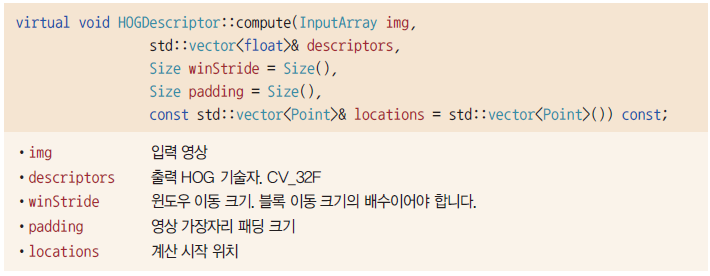 virtual void HOGDescriptor::compute(InputArray img,
std::vector<float>& descriptors,
Size winStride = Size(),
Size padding = Size(),
const std::vector<Point>& locations = std::vector<Point>()) const;
• img 입력 영상
• descriptors 출력 HOG 기술자. CV_32F
• winStride 윈도우 이동 크기. 블록 이동 크기의 배수이어야 합니다.
• padding 영상 가장자리 패딩 크기
• locations 계산 시작 위치